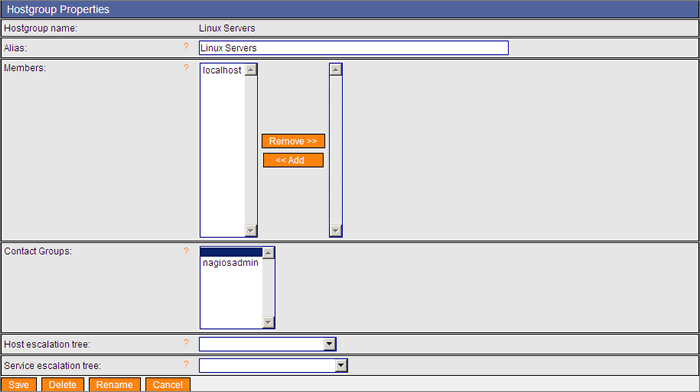 Hostgroup Properties
Hostgroup name: Linux Servers
Alias: ? Linux Servers
Members: ? localhost
Remove >>
<< Add
Contact Groups: ?
nagiosadmin
Host escalation tree: ?
Service escalation tree: ?
Save Delete Rename Cancel